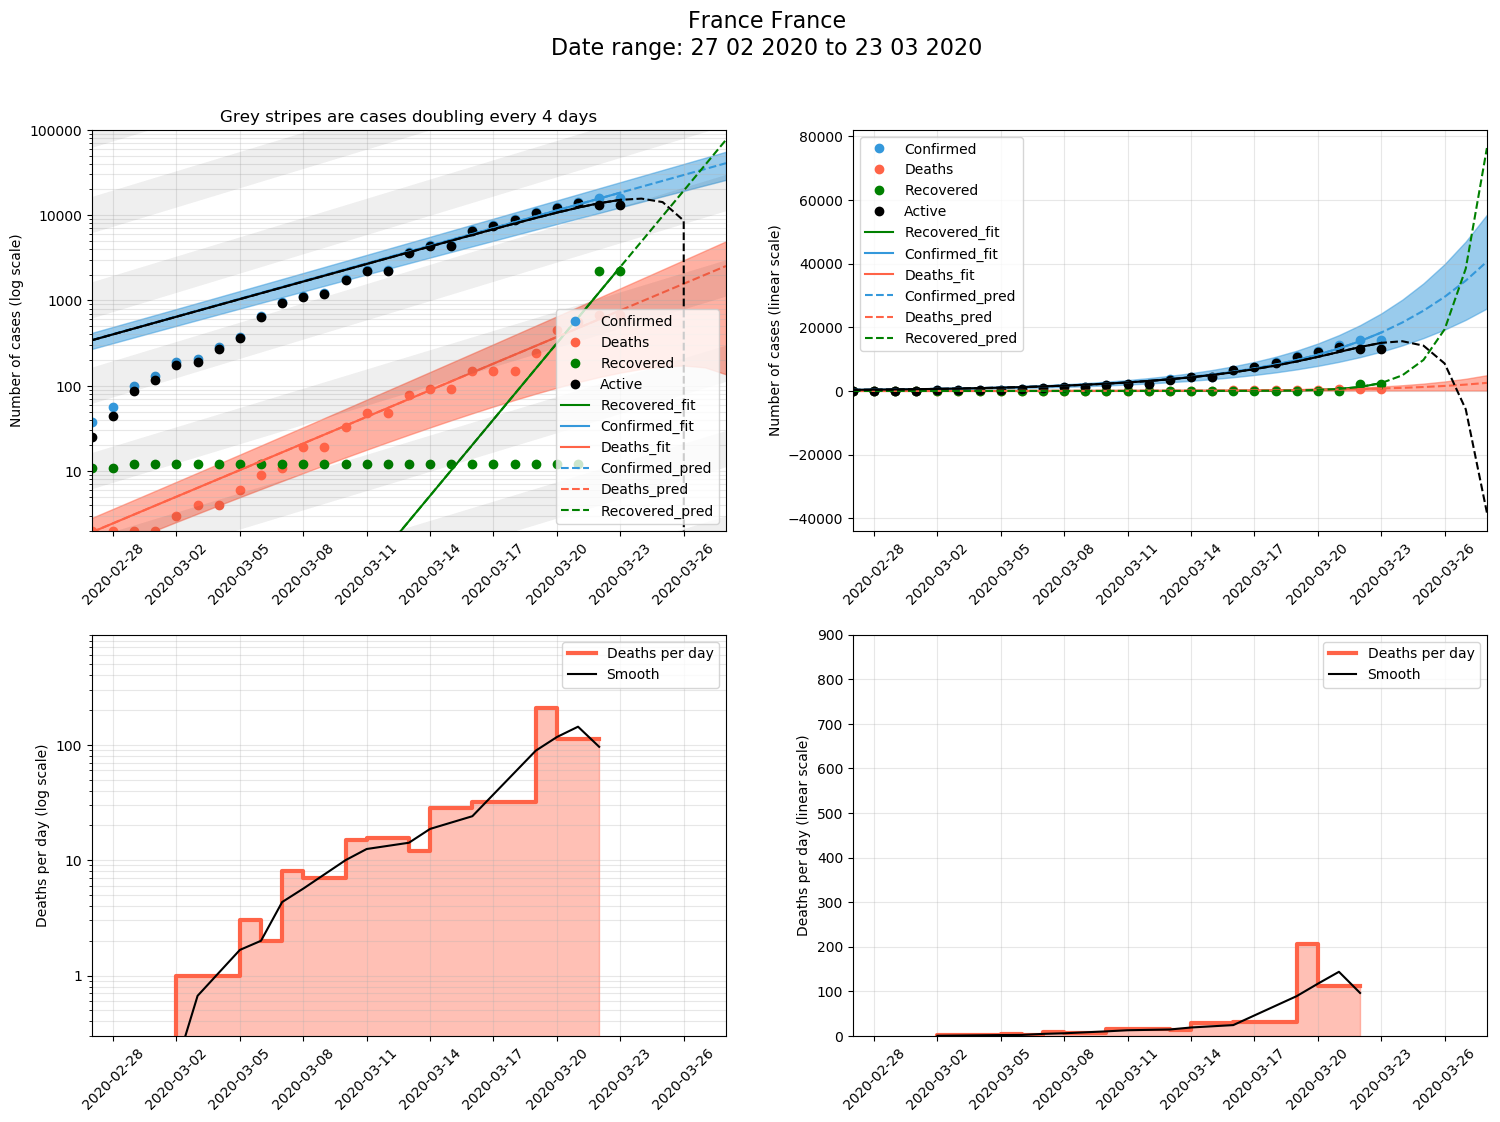 France France
Date range: 27 02 2020 to 23 03 2020
Grey stripes are cases doubling every 4 days
Number of cases (log scale)
100000
10000
1000
100
10
Confirmed
Deaths
Recovered
Active
Recovered_fit
Confirmed_fit
Deaths_fit
Confirmed_pred
Deaths_pred
Recovered_pred
2020-02-28
2020-03-02
2020-03-05
2020-03-08
2020-03-11
2020-03-14
2020-03-17
2020-03-20
2020-03-23
2020-03-26
Number of cases (linear scale)
80000
60000
40000
20000
0
−20000
−40000
Confirmed
Deaths
Recovered
Active
Recovered_fit
Confirmed_fit
Deaths_fit
Confirmed_pred
Deaths_pred
Recovered_pred
2020-02-28
2020-03-02
2020-03-05
2020-03-08
2020-03-11
2020-03-14
2020-03-17
2020-03-20
2020-03-23
2020-03-26
Deaths per day (log scale)
100
10
1
Deaths per day
Smooth
2020-02-28
2020-03-02
2020-03-05
2020-03-08
2020-03-11
2020-03-14
2020-03-17
2020-03-20
2020-03-23
2020-03-26
Deaths per day (linear scale)
900
800
700
600
500
400
300
200
100
0
Deaths per day
Smooth
2020-02-28
2020-03-02
2020-03-05
2020-03-08
2020-03-11
2020-03-14
2020-03-17
2020-03-20
2020-03-23
2020-03-26